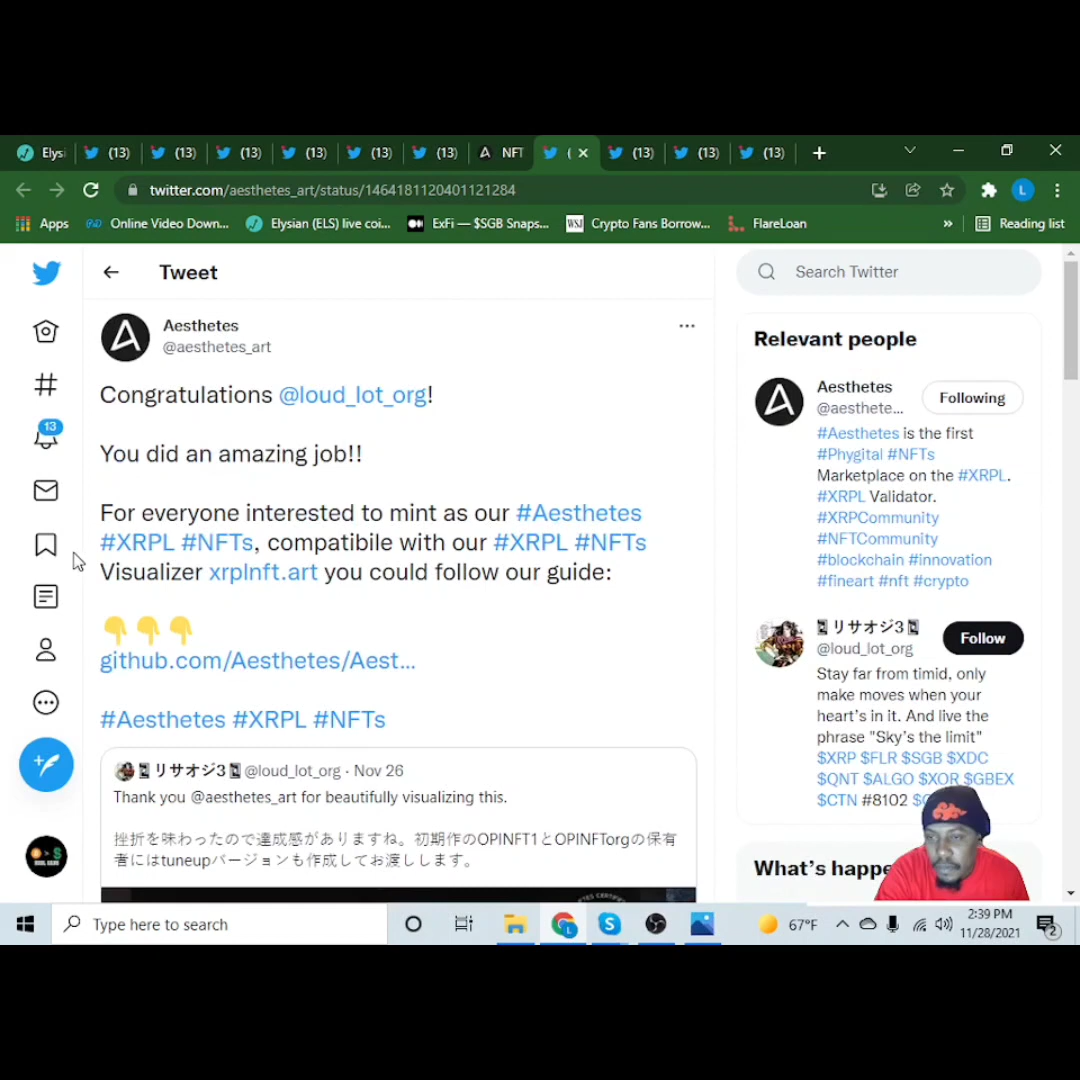 Elysi
(13)
(13)
(13)
(13)
(13)
(13)
NFT
(
(13)
(13)
(13)
twitter.com/aesthetes_art/status/1464181120401121284
L
Apps
Online Video Down...
Elysian (ELS) live coi...
ExFi — $SGB Snaps...
WSJ
Crypto Fans Borrow...
FlareLoan
»
Reading list
Tweet
Search Twitter
Aesthetes
@aesthetes_art
Congratulations @loud_lot_org!
You did an amazing job!!
For everyone interested to mint as our #Aesthetes
#XRPL #NFTs, compatibile with our #XRPL #NFTs
Visualizer xrplnft.art you could follow our guide:
👇👇👇
github.com/Aesthetes/Aest...
#Aesthetes #XRPL #NFTs
リサオジ3 @loud_lot_org · Nov 26
Thank you @aesthetes_art for beautifully visualizing this.
挫折を味わったので達成感がありますね。初期作のOPINFT1とOPINFTorgの保有
者にはtuneupバージョンも作成してお渡しします。
13
Relevant people
Aesthetes
@aesthete...
Following
#Aesthetes is the first
#Phygital #NFTs
Marketplace on the #XRPL.
#XRPL Validator.
#XRPCommunity
#NFTCommunity
#blockchain #innovation
#fineart #nft #crypto
リサオジ3
@loud_lot_org
Follow
Stay far from timid, only
make moves when your
heart's in it. And live the
phrase "Sky's the limit"
$XRP $FLR $SGB $XDC
$QNT $ALGO $XOR $GBEX
$CTN #8102
What's happe
Type here to search
67°F
2:39 PM
11/28/2021
2